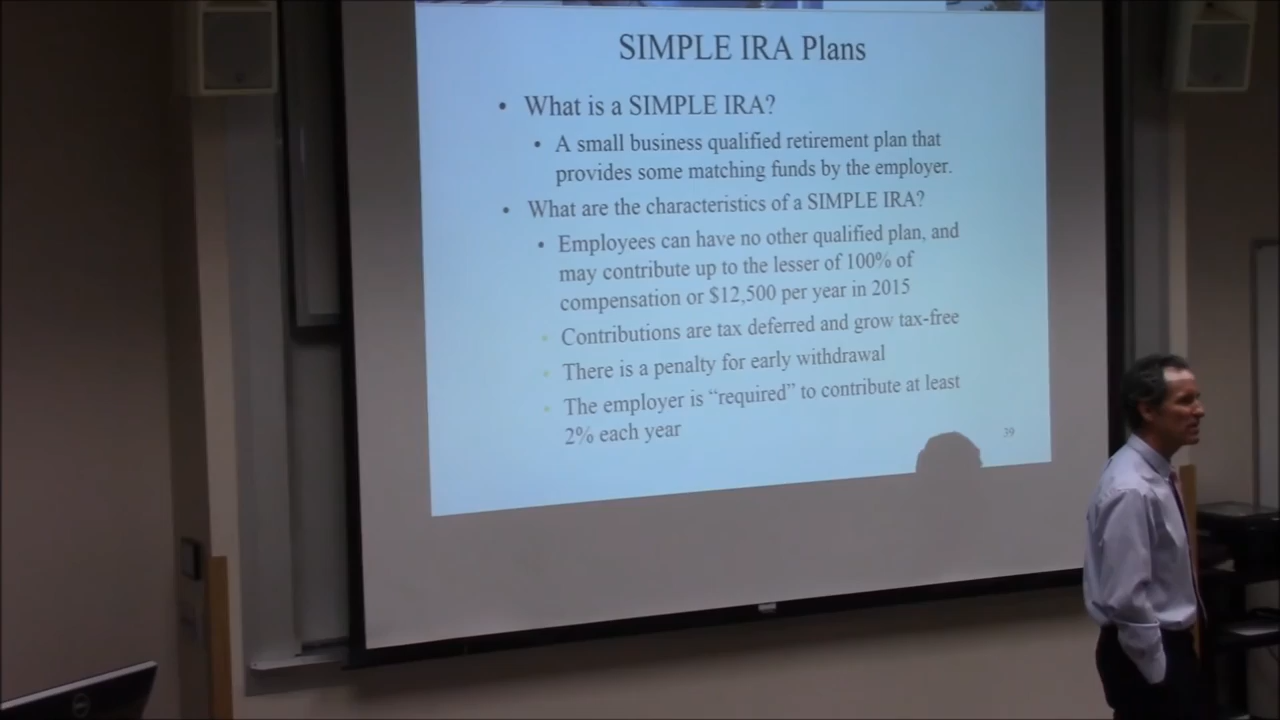 SIMPLE IRA Plans
• What is a SIMPLE IRA?
• A small business qualified retirement plan that
provides some matching funds by the employer.
• What are the characteristics of a SIMPLE IRA?
• Employees can have no other qualified plan, and
may contribute up to the lesser of 100% of
compensation or $12,500 per year in 2015
• Contributions are tax deferred and grow tax-free
• There is a penalty for early withdrawal
• The employer is “required” to contribute at least
2% each year
39